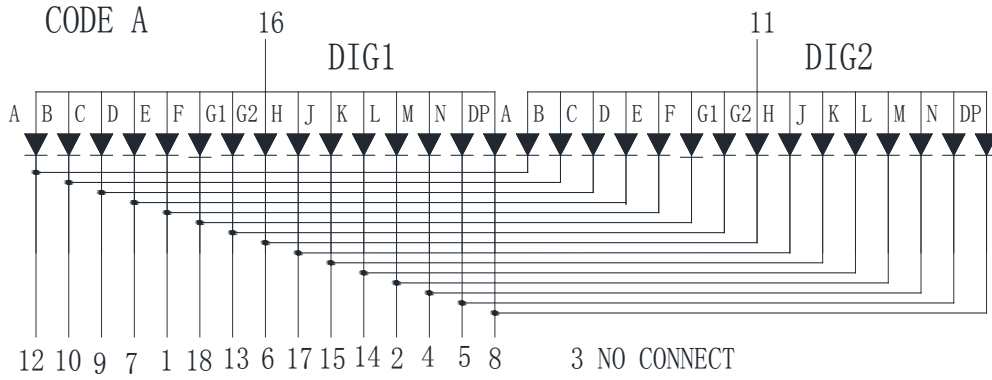 CODE A
16
11
DIG1
DIG2
A B C D E F G1 G2 H J K L M N DP A B C D E F G1 G2 H J K L M N DP
12 10 9 7 1 18 13 6 17 15 14 2 4 5 8 3 NO CONNECT